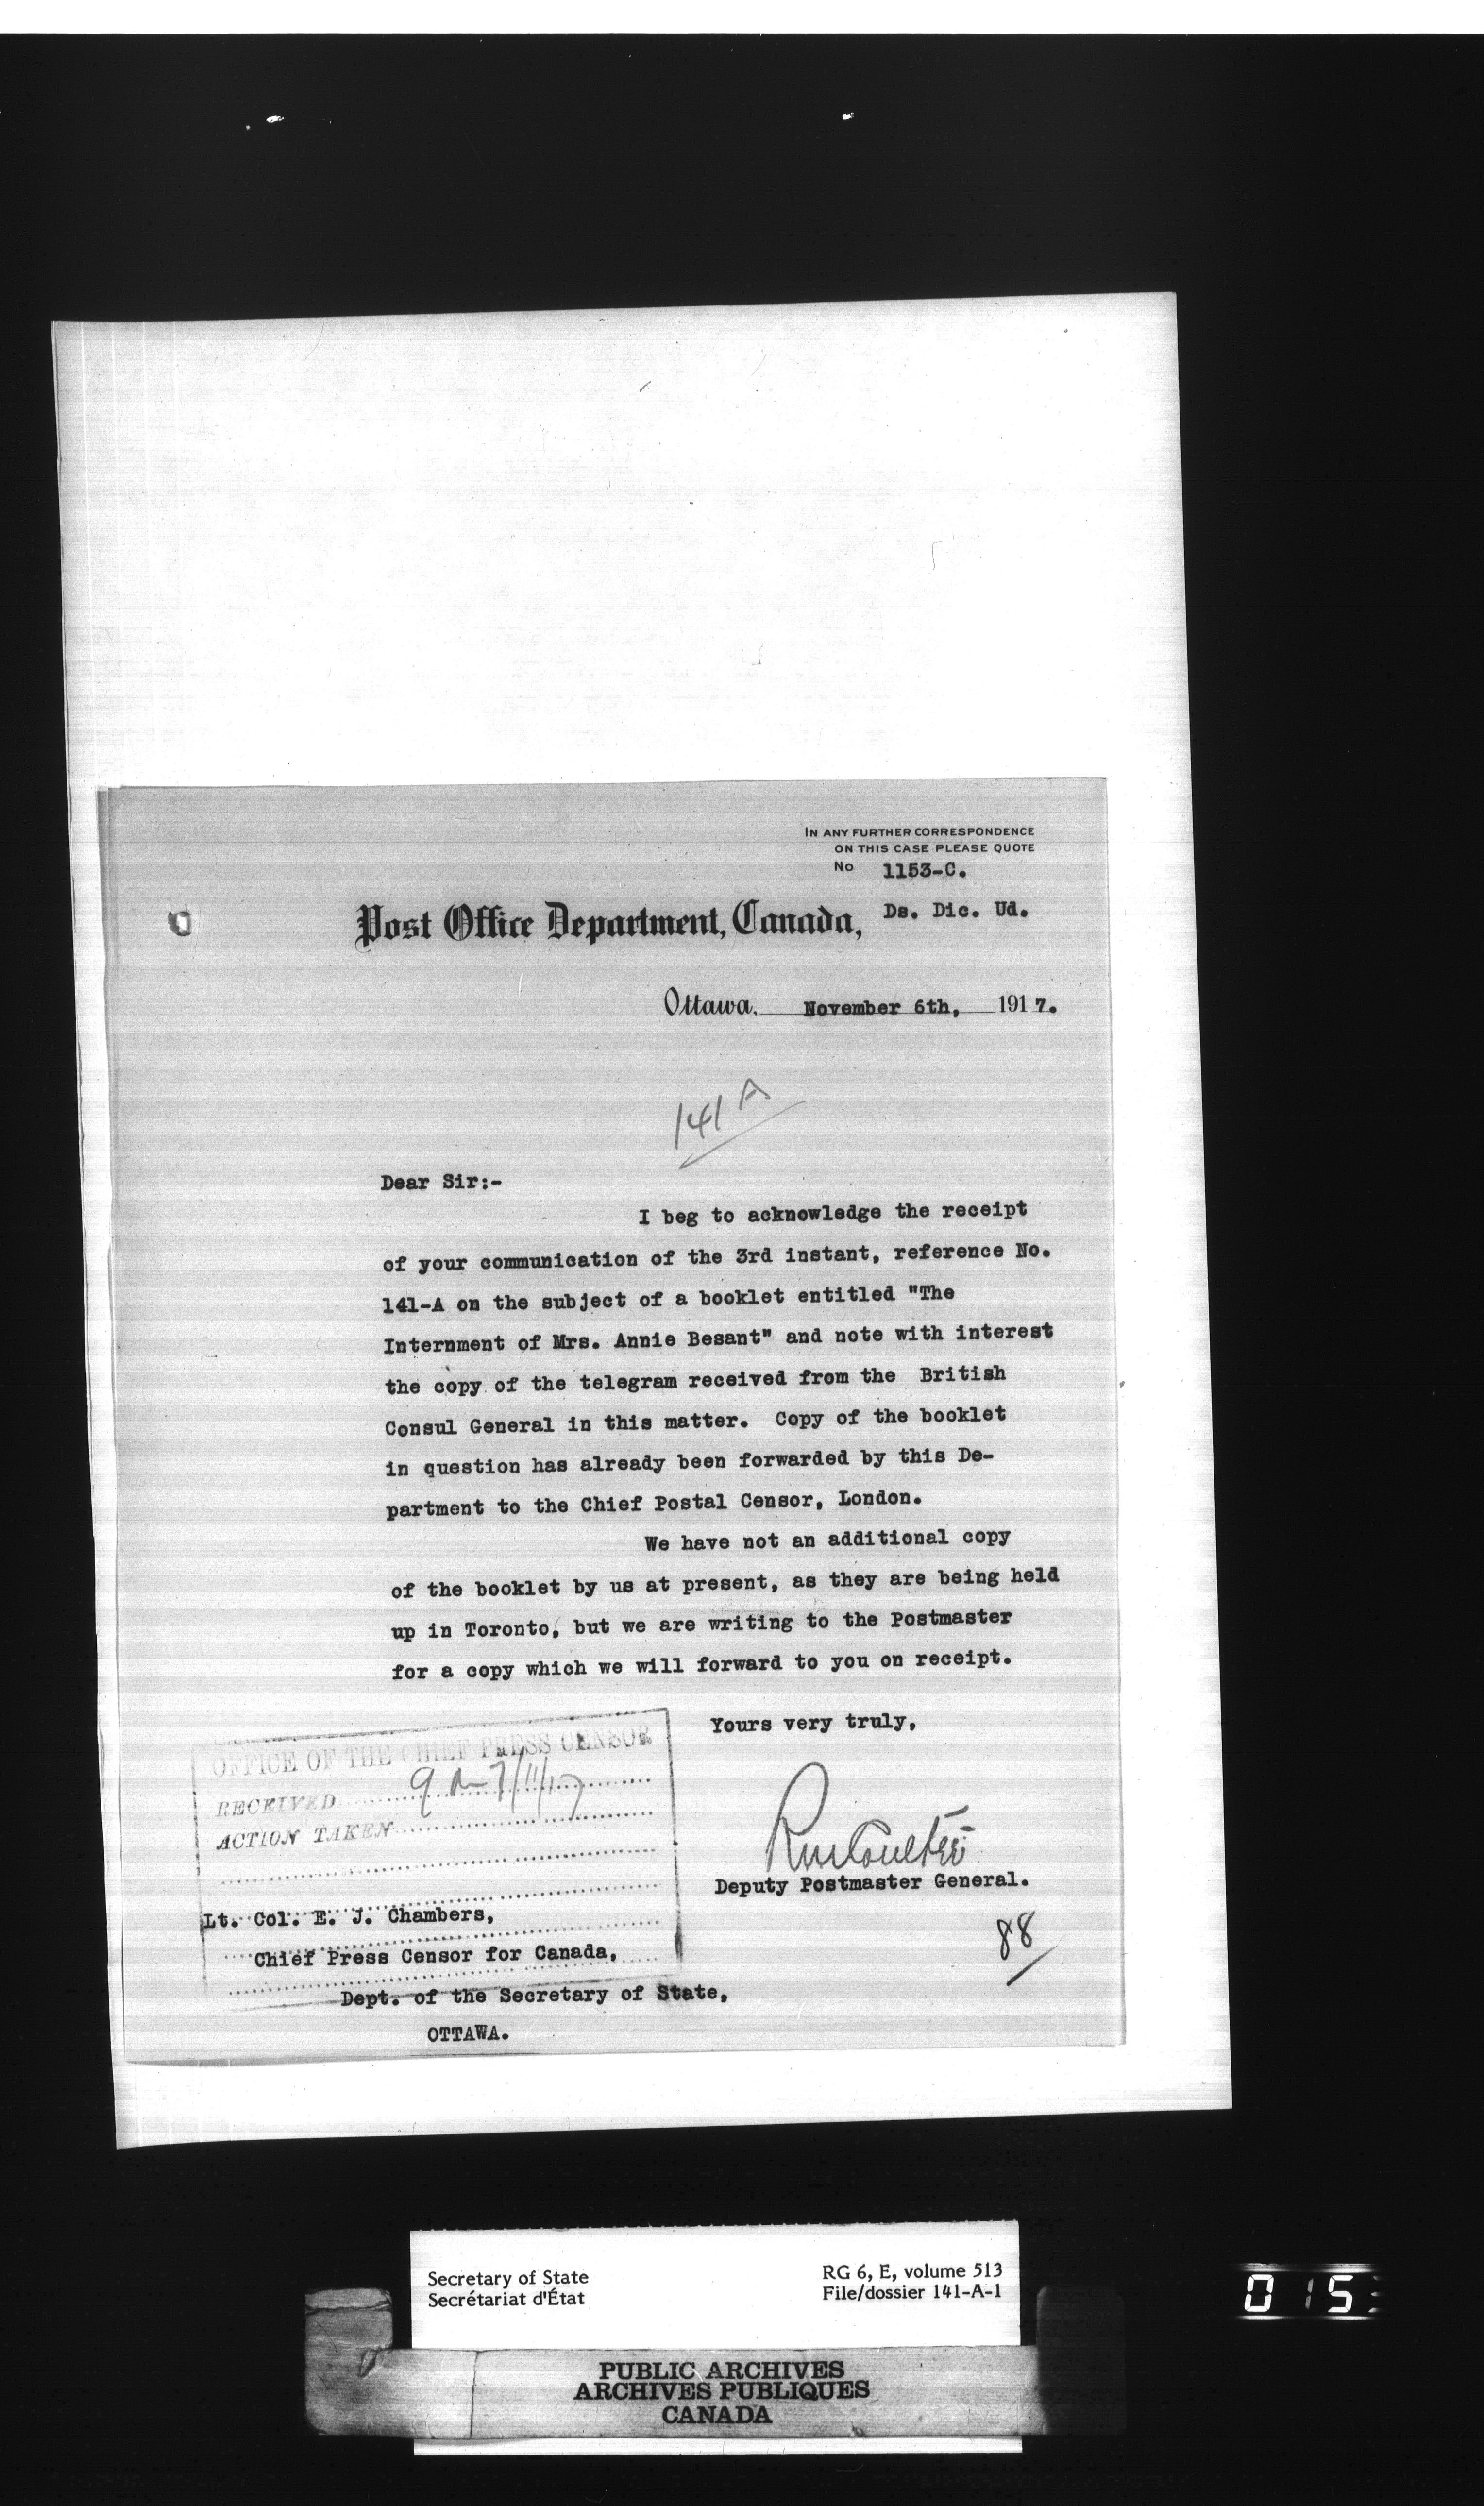 IN ANY FURTHER CORRESPONDENCE
ON THIS CASE PLEASE QUOTE
No 1153-C.
Ds. Dic. Ud.
Post Office Department, Canada,
Ottawa, November 6th, 1917.
141 A
Dear Sir:-
I beg to acknowledge the receipt
of your communication of the 3rd instant, reference No.
141-A on the subject of a booklet entitled "The
Internment of Mrs. Annie Besant" and note with interest
the copy of the telegram received from the British
Consul General in this matter. Copy of the booklet
in question has already been forwarded by this De-
partment to the Chief Postal Censor, London.
We have not an additional copy
of the booklet by us at present, as they are being held
up in Toronto, but we are writing to the Postmaster
for a copy which we will forward to you on receipt.
Yours very truly,
RmCoulter
Deputy Postmaster General.
OFFICE OF THE CHIEF PRESS CENSOR
RECEIVED 7/11/17
ACTION TAKEN
Lt. Col. E. J. Chambers,
Chief Press Censor for Canada,
Dept. of the Secretary of State,
OTTAWA.
88
Secretary of State
Secrétariat d'État
RG 6, E, volume 513
File/dossier 141-A-1
PUBLIC ARCHIVES
ARCHIVES PUBLIQUES
CANADA
015